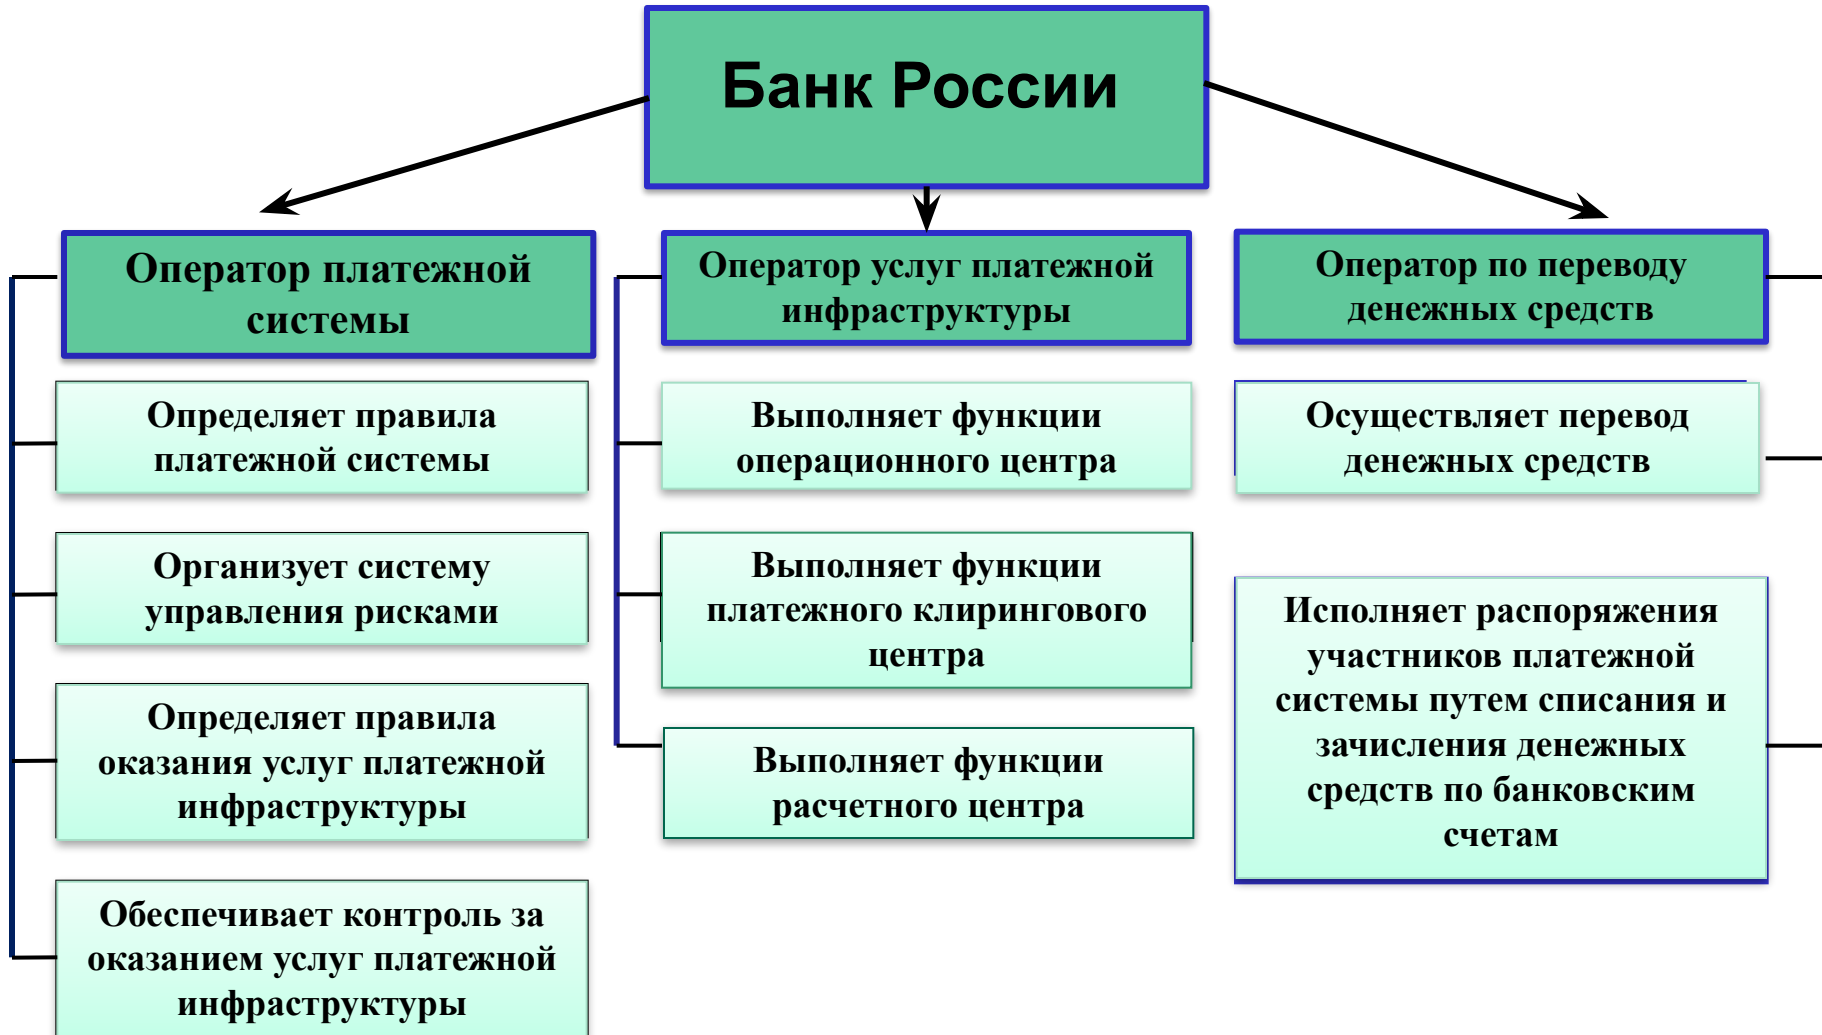 Банк России
Оператор платежной
системы
Определяет правила
платежной системы
Организует систему
управления рисками
Определяет правила
оказания услуг платежной
инфраструктуры
Обеспечивает контроль за
оказанием услуг платежной
инфраструктуры
Оператор услуг платежной
инфраструктуры
Выполняет функции
операционного центра
Выполняет функции
платежного клирингового
центра
Выполняет функции
расчетного центра
Оператор по переводу
денежных средств
Осуществляет перевод
денежных средств
Исполняет распоряжения
участников платежной
системы путем списания и
зачисления денежных
средств по банковским
счетам